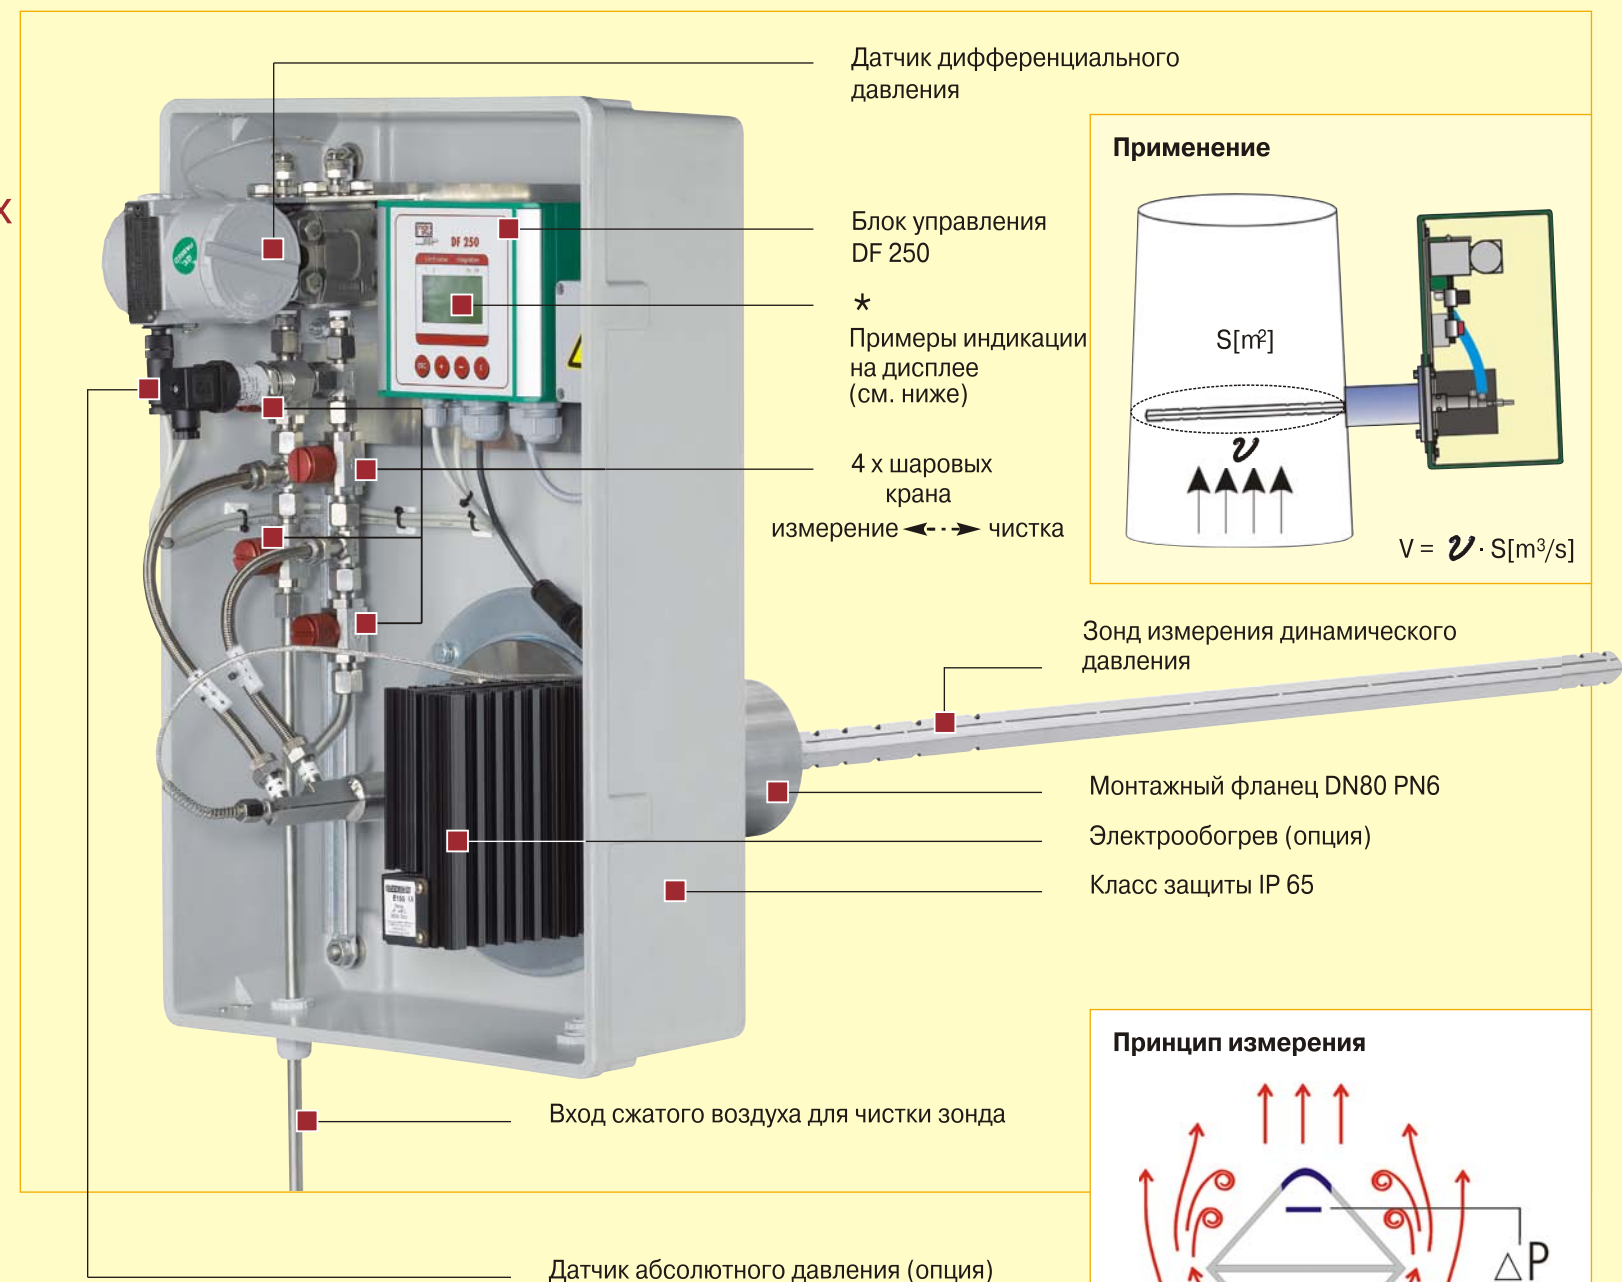 Датчик дифференциального
давления
х
Применение
Блок управления
DF 250
*
Примеры индикации
на дисплее
(см. ниже)
DF 250
S[m²]
4 х шаровых
крана
измерение чистка
v
V = v · S[m³/s]
Зонд измерения динамического
давления
Монтажный фланец DN80 PN6
Электрообогрев (опция)
Класс защиты IP 65
Принцип измерения
Вход сжатого воздуха для чистки зонда
△P
Датчик абсолютного давления (опция)